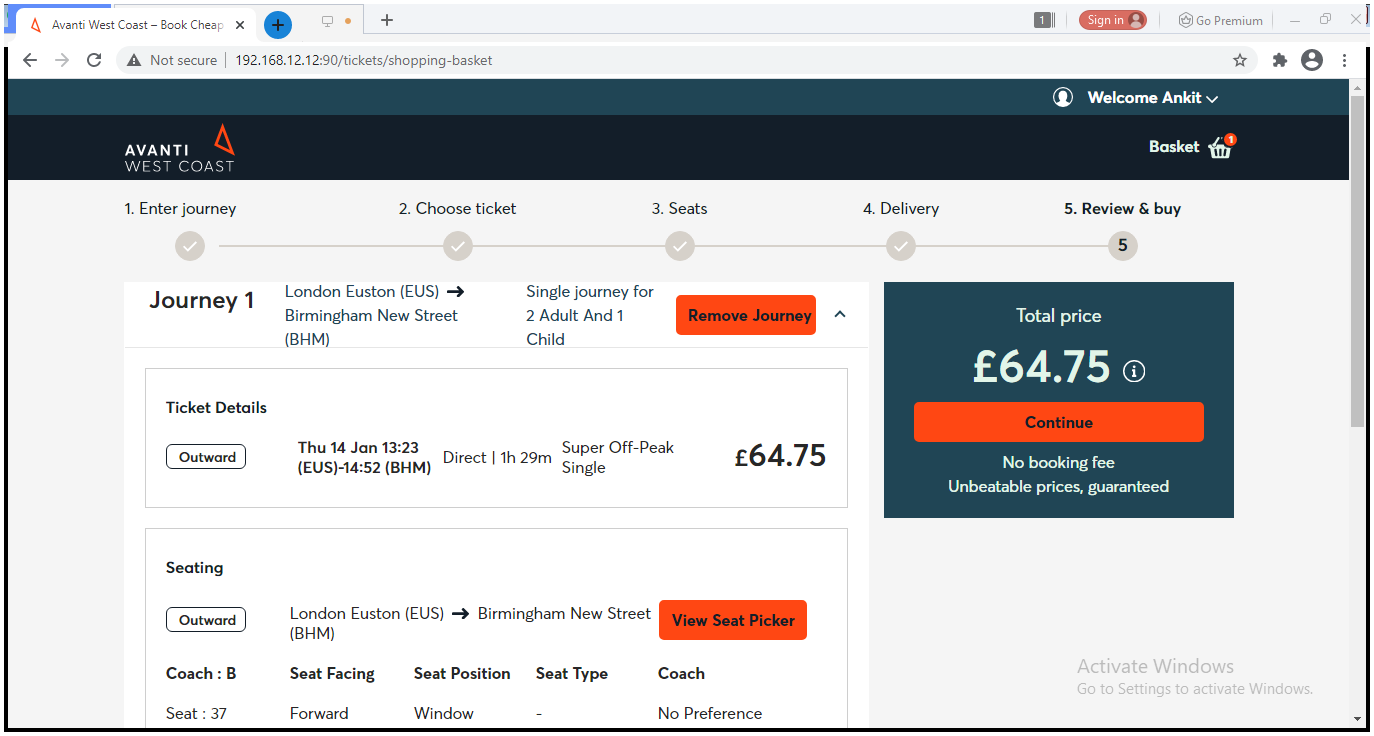 Avanti West Coast – Book Cheap
1
Sign in
Go Premium
Not secure
192.168.12.12:90/tickets/shopping-basket
Welcome Ankit
AVANTI
WEST COAST
Basket
1
1. Enter journey
2. Choose ticket
3. Seats
4. Delivery
5. Review & buy
5
Journey 1
London Euston (EUS) →
Birmingham New Street
(BHM)
Single journey for
2 Adult And 1
Child
Remove Journey
Total price
£64.75
Continue
No booking fee
Unbeatable prices, guaranteed
Ticket Details
Outward
Thu 14 Jan 13:23
(EUS)-14:52 (BHM)
Direct | 1h 29m
Super Off-Peak
Single
£64.75
Seating
Outward
London Euston (EUS) → Birmingham New Street
(BHM)
View Seat Picker
Coach : B
Seat Facing
Seat Position
Seat Type
Coach
Seat : 37
Forward
Window
-
No Preference
Activate Windows
Go to Settings to activate Windows.